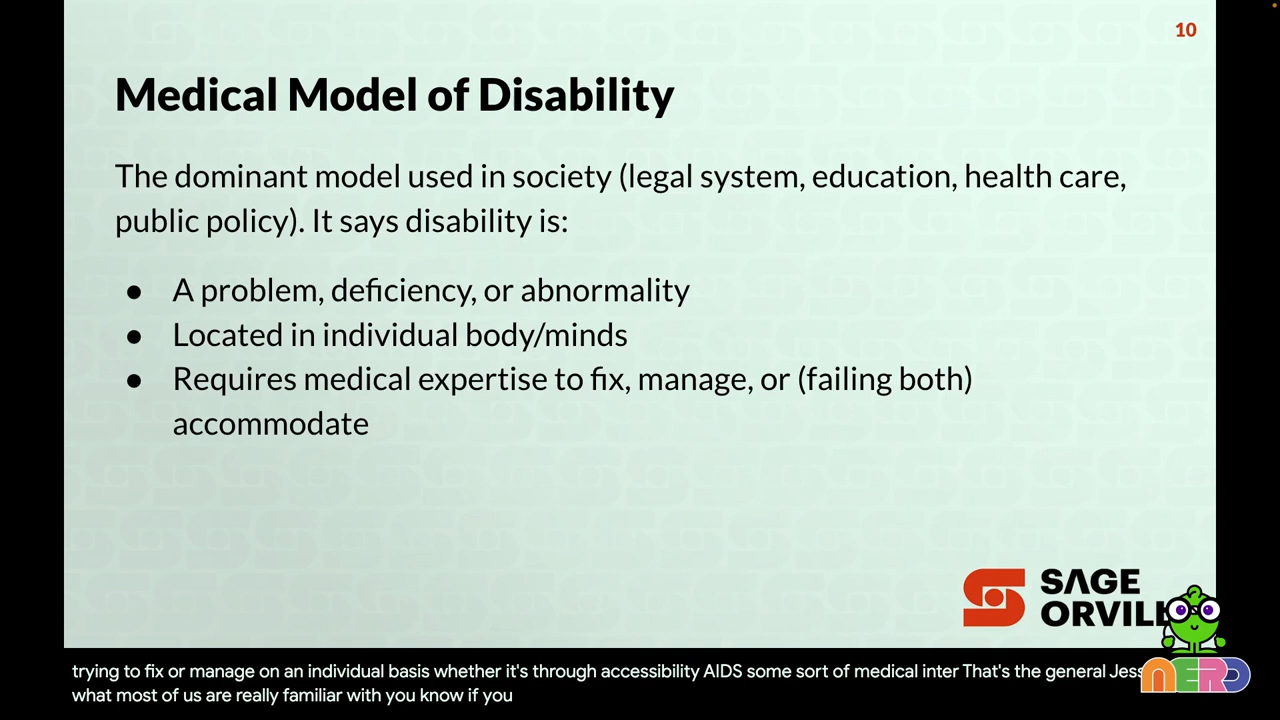 10
Medical Model of Disability
The dominant model used in society (legal system, education, health care,
public policy). It says disability is:
● A problem, deficiency, or abnormality
● Located in individual body/minds
● Requires medical expertise to fix, manage, or (failing both)
accommodate
SAGE
ORVILL
trying to fix or manage on an individual basis whether it's through accessibility AIDS some sort of medical inter That's the general Jess
what most of us are really familiar with you know if you
NERD